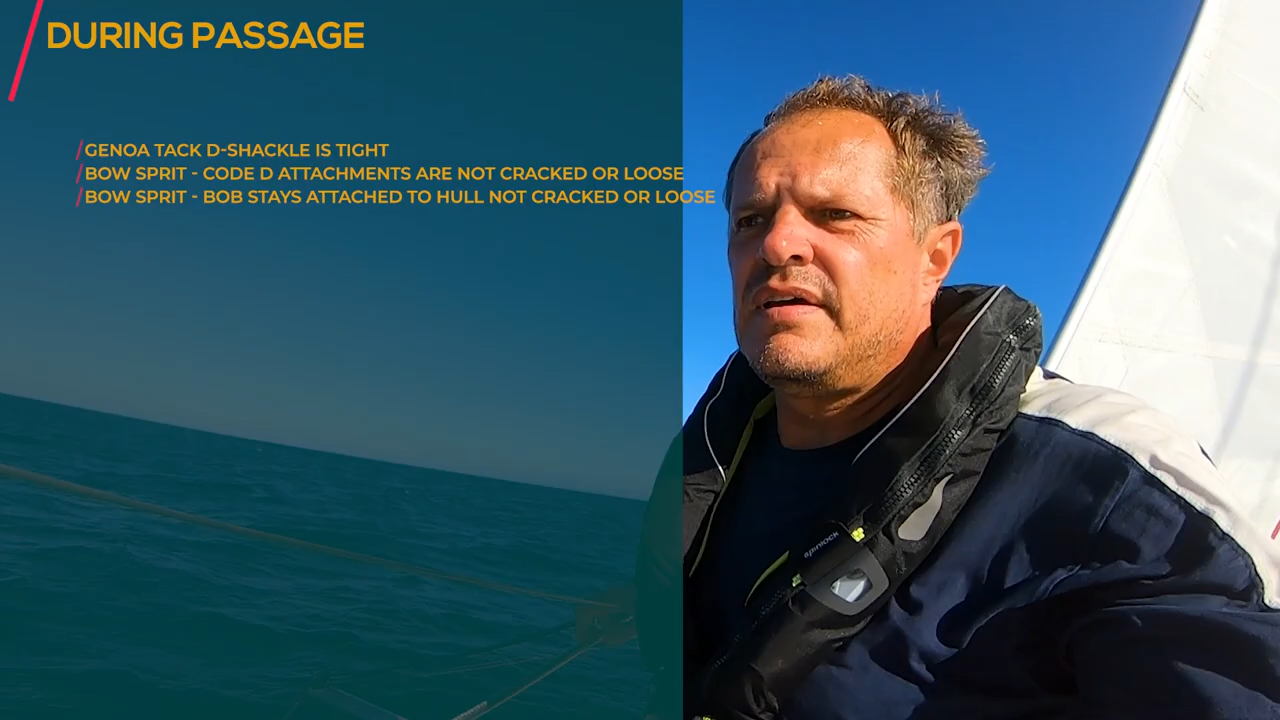 DURING PASSAGE
/GENOA TACK D-SHACKLE IS TIGHT
/BOW SPRIT - CODE D ATTACHMENTS ARE NOT CRACKED OR LOOSE
/BOW SPRIT - BOB STAYS ATTACHED TO HULL NOT CRACKED OR LOOSE
spinlock